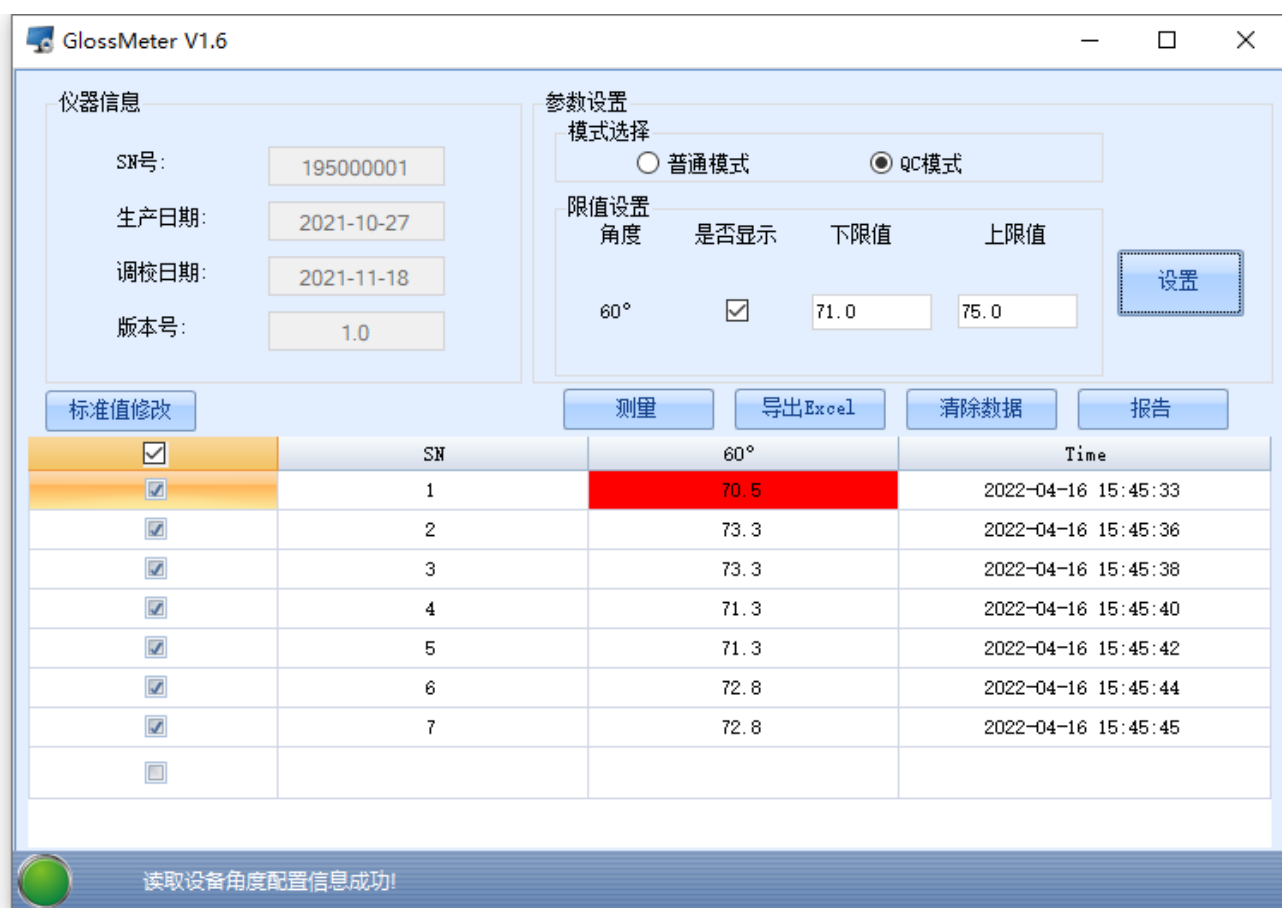 GlossMeter V1.6
仪器信息
SN号:
195000001
生产日期:
2021-10-27
调校日期:
2021-11-18
版本号:
1.0
参数设置
模式选择
普通模式 QC模式
限值设置
角度 是否显示 下限值 上限值
60° 71.0 75.0
设置
标准值修改 测量 导出Excel 清除数据 报告
SN 60° Time
1 70.5 2022-04-16 15:45:33
2 73.3 2022-04-16 15:45:36
3 73.3 2022-04-16 15:45:38
4 71.3 2022-04-16 15:45:40
5 71.3 2022-04-16 15:45:42
6 72.8 2022-04-16 15:45:44
7 72.8 2022-04-16 15:45:45
读取设备角度配置信息成功!